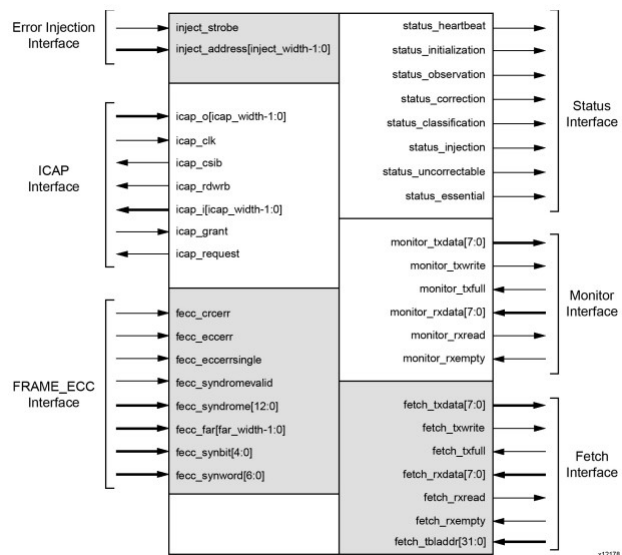 Error Injection
Interface
inject_strobe
inject_address[inject_width-1:0]
ICAP
Interface
icap_o[icap_width-1:0]
icap_clk
icap_csib
icap_rdwrb
icap_i[icap_width-1:0]
icap_grant
icap_request
FRAME_ECC
Interface
fecc_crcerr
fecc_eccerr
fecc_eccerrsingle
fecc_syndromevalid
fecc_syndrome[12:0]
fecc_far[far_width-1:0]
fecc_synbit[4:0]
fecc_synword[6:0]
status_heartbeat
status_initialization
status_observation
status_correction
status_classification
status_injection
status_uncorrectable
status_essential
Status
Interface
monitor_txdata[7:0]
monitor_txwrite
monitor_txfull
monitor_rxdata[7:0]
monitor_rxread
monitor_rxempty
Monitor
Interface
fetch_txdata[7:0]
fetch_txwrite
fetch_txfull
fetch_rxdata[7:0]
fetch_rxread
fetch_rxempty
fetch_tbladdr[31:0]
Fetch
Interface
x12178